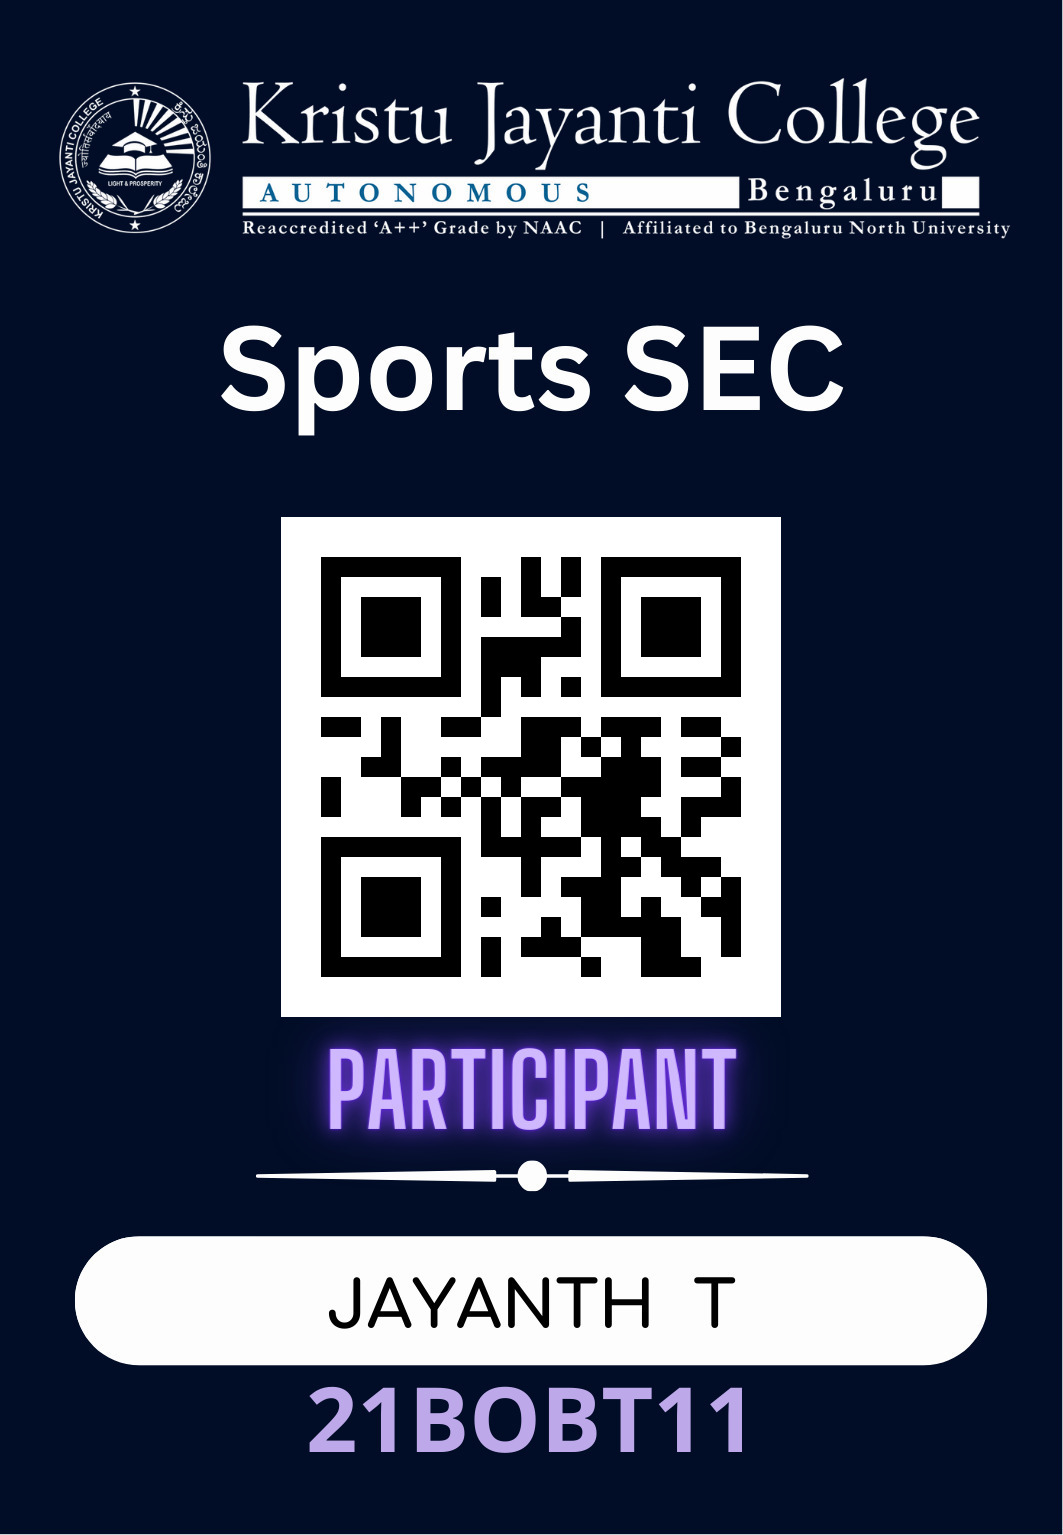 KRISTU JAYANTI COLLEGE
LIGHT & PROSPERITY
Kristu Jayanti College
AUTONOMOUS Bengaluru
Reaccredited ‘A++’ Grade by NAAC | Affiliated to Bengaluru North University
Sports SEC
PARTICIPANT
JAYANTH T
21BOBT11